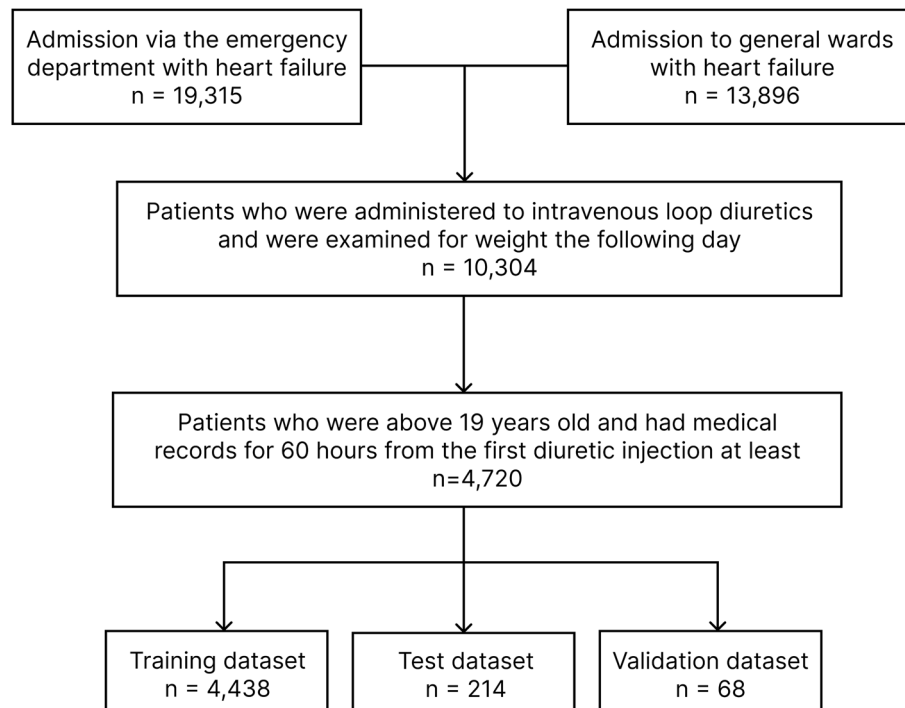 Admission via the emergency
department with heart failure
n = 19,315
Admission to general wards
with heart failure
n = 13,896
Patients who were administered to intravenous loop diuretics
and were examined for weight the following day
n = 10,304
Patients who were above 19 years old and had medical
records for 60 hours from the first diuretic injection at least
n=4,720
Training dataset
n = 4,438
Test dataset
n = 214
Validation dataset
n = 68